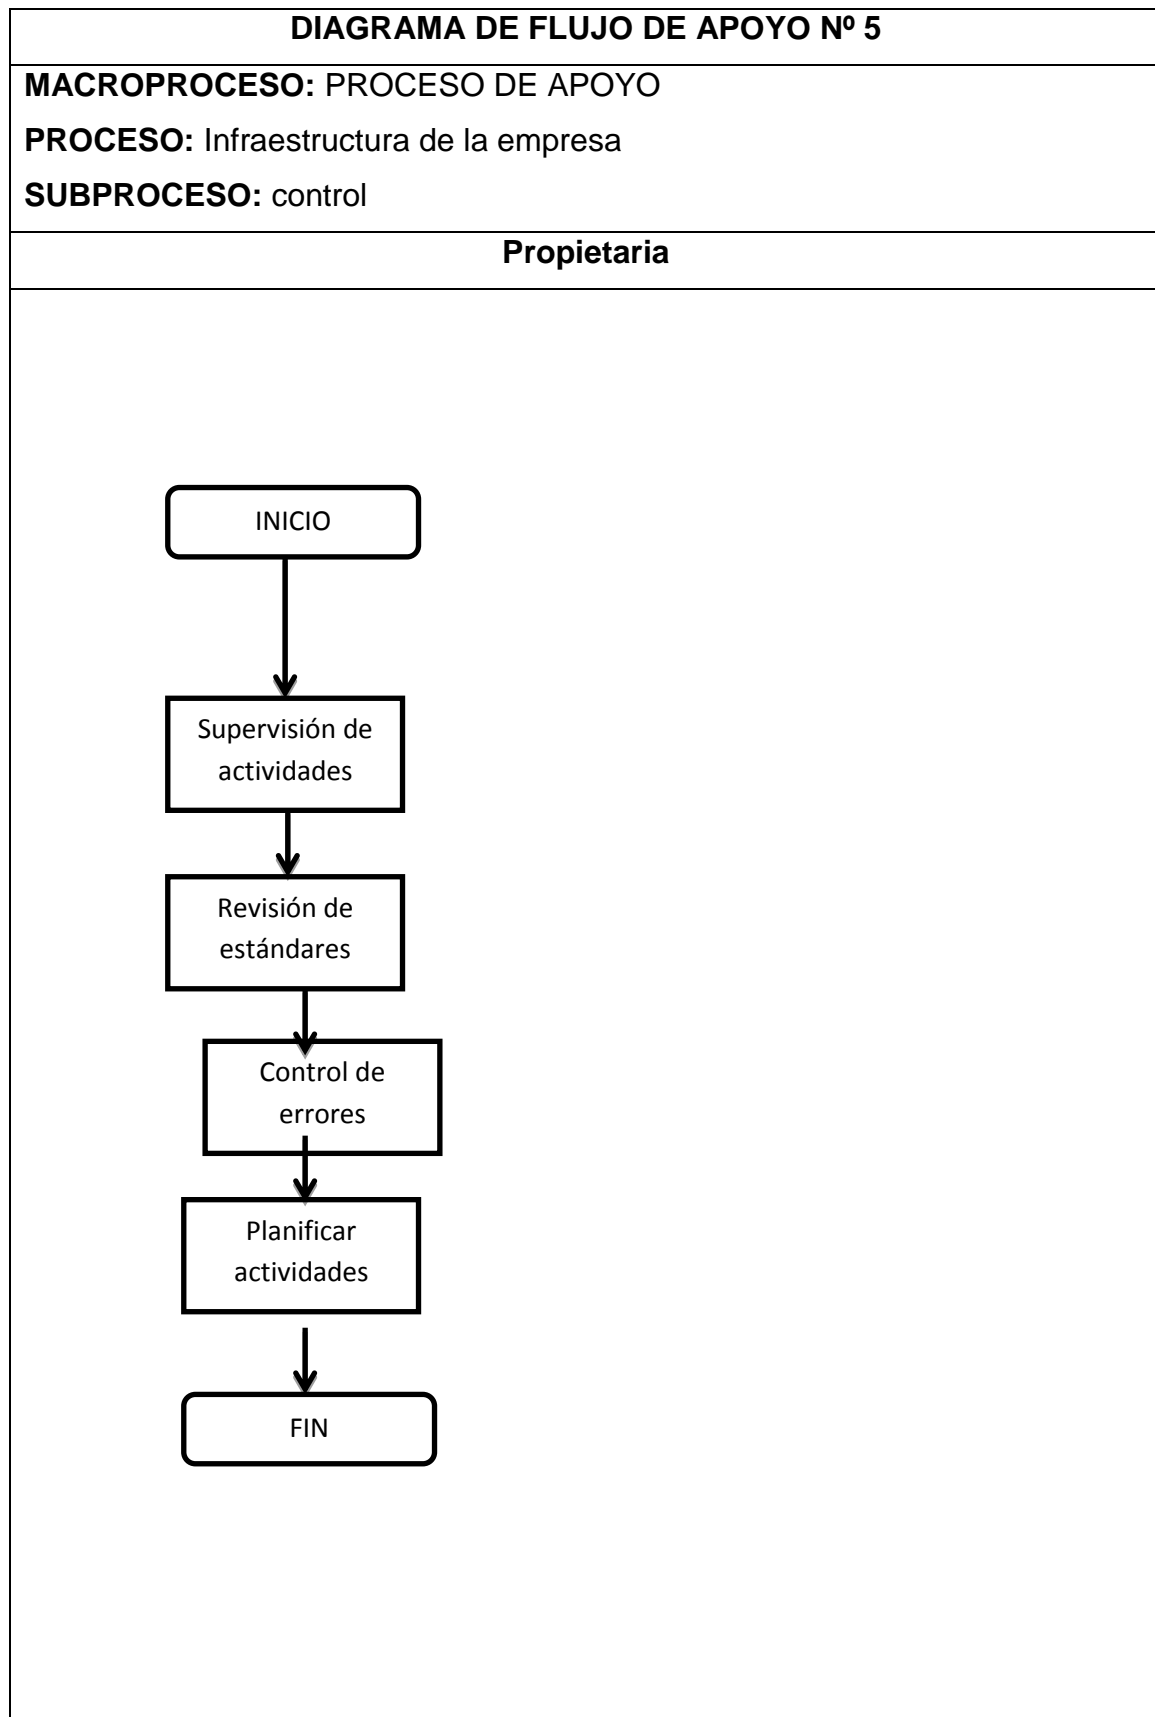 DIAGRAMA DE FLUJO DE APOYO Nº 5
MACROPROCESO: PROCESO DE APOYO
PROCESO: Infraestructura de la empresa
SUBPROCESO: control
Propietaria
INICIO
Supervisión de
actividades
Revisión de
estándares
Control de
errores
Planificar
actividades
FIN